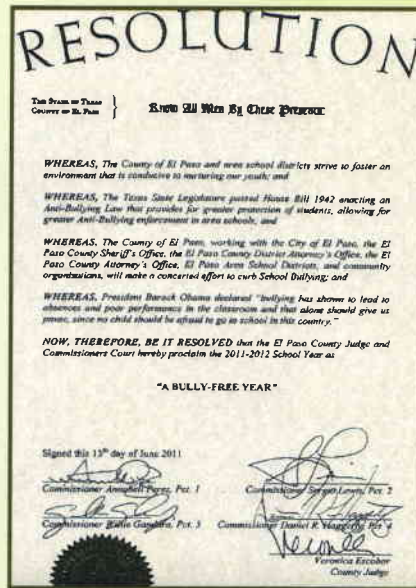 RESOLUTION
THE STATE OF TEXAS
COUNTY OF EL PASO
Know All Men By These Presents:
WHEREAS, The County of El Paso and area school districts strive to foster an
environment that is conducive to nurturing our youth; and
WHEREAS, The Texas State Legislature passed House Bill 1942 enacting an
Anti-Bullying Law that provides for greater protection of students, allowing for
greater Anti-Bullying enforcement in area schools, and
WHEREAS, The County of El Paso, working with the City of El Paso, the El
Paso County Sheriff's Office, the El Paso County District Attorney's Office, the El
Paso County Attorney's Office, El Paso Area School Districts, and community
organizations, will make a concerted effort to curb School Bullying; and
WHEREAS, President Barack Obama declared "bullying has shown to lead to
absences and poor performance in the classroom and that alone should give us
pause, since no child should be afraid to go to school in this country."
NOW, THEREFORE, BE IT RESOLVED that the El Paso County Judge and
Commissioners Court hereby proclaim the 2011-2012 School Year as
"A BULLY-FREE YEAR"
Signed this 13th day of June 2011
Commissioner Anna Perez, Pct. 1
Commissioner Sergio Lewis, Pct. 2
Commissioner Willie Gandara, Pct. 3
Commissioner Daniel R. Haggerty, Pct. 4
Veronica Escobar
County Judge